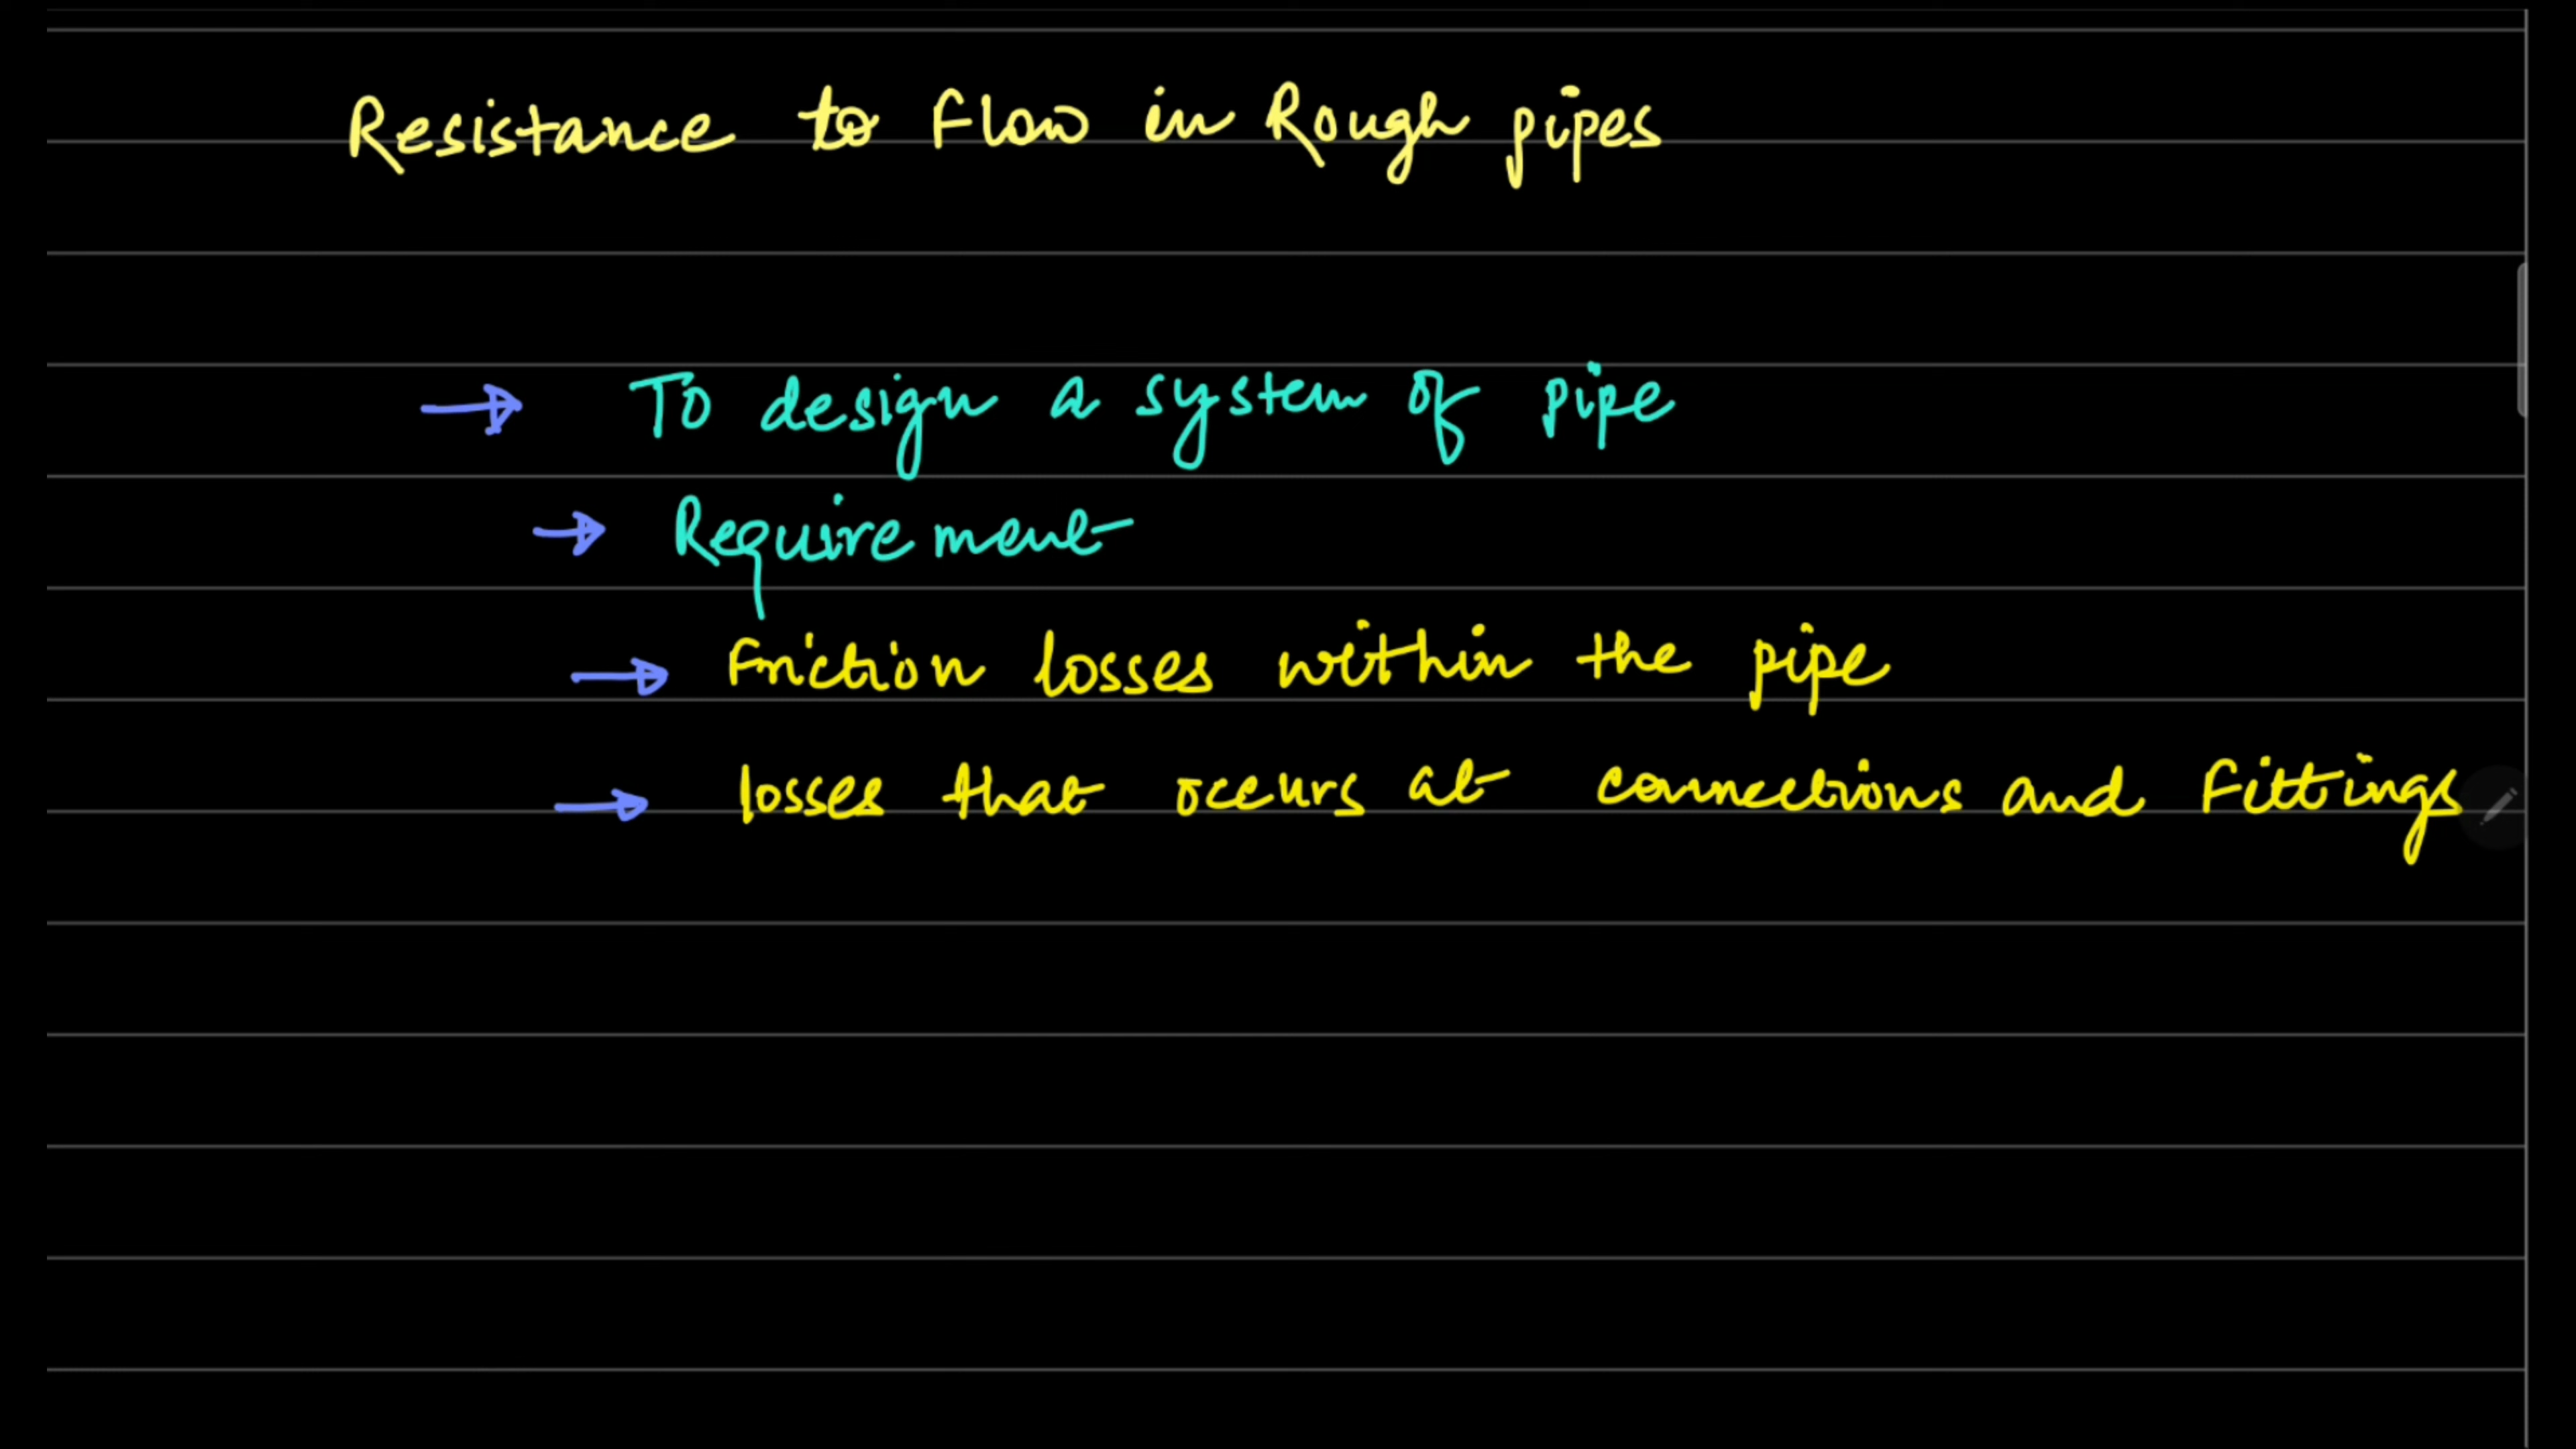 Resistance to Flow in Rough pipes
→ To design a system of pipe
→ Requirement
→ Friction losses within the pipe
→ losses that occurs at connections and Fittings